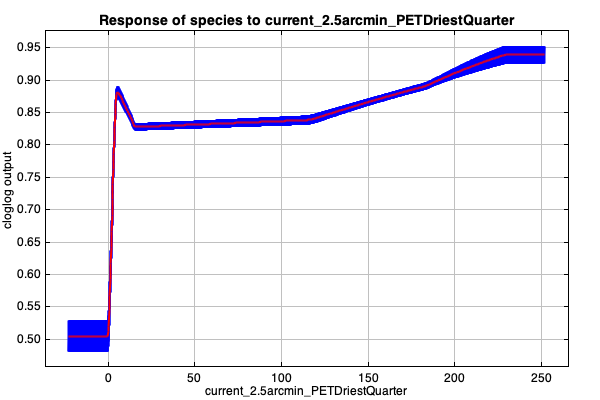 Response of species to current_2.5arcmin_PETDriestQuarter
0.95
0.90
0.85
0.80
0.75
0.70
0.65
0.60
0.55
0.50
cloglog output
0 50 100 150 200 250
current_2.5arcmin_PETDriestQuarter